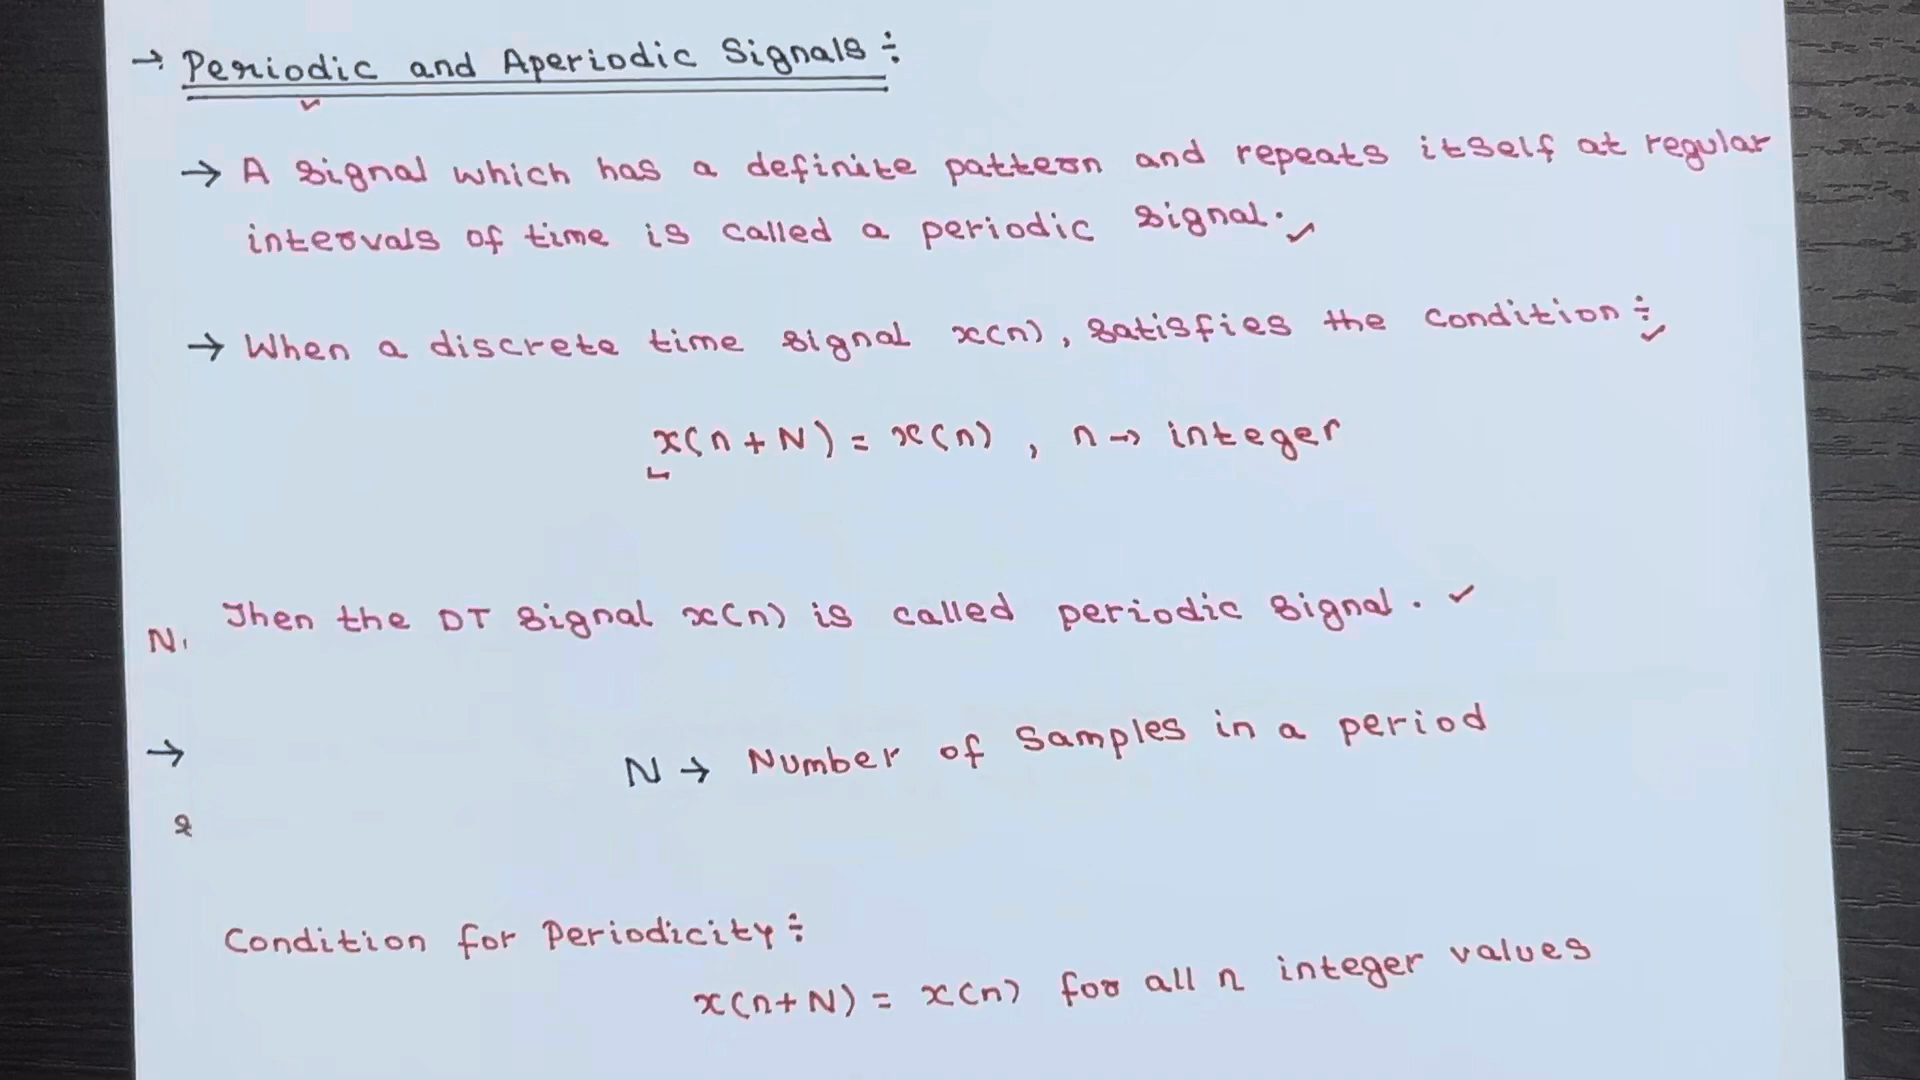 → Periodic and Aperiodic Signals ÷
→ A signal which has a definite pattern and repeats itself at regular
intervals of time is called a periodic signal.
→ When a discrete time signal x(n), satisfies the condition ÷
x(n+N) = x(n) , n → integer
Then the DT signal x(n) is called periodic signal.
N,
→ N → Number of Samples in a period
Condition for Periodicity ÷
x(n+N) = x(n) for all n integer values